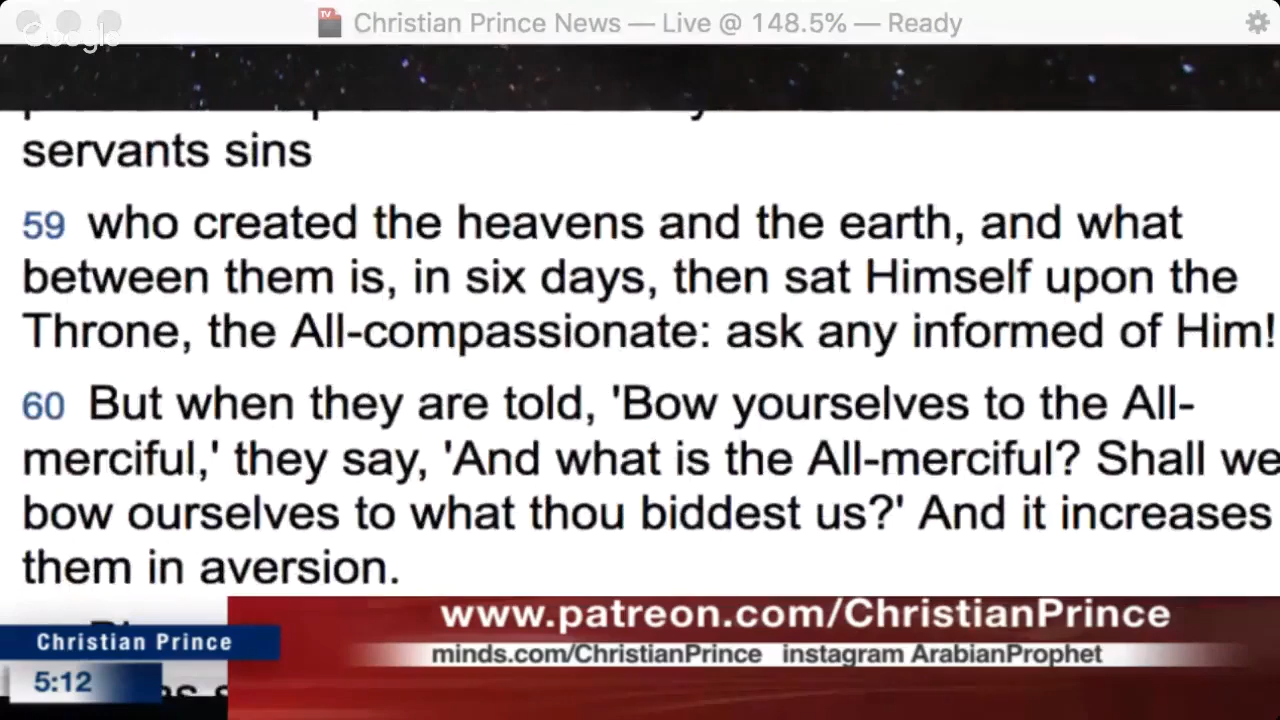 Christian Prince News — Live @ 148.5% — Ready
Google
servants sins
59 who created the heavens and the earth, and what
between them is, in six days, then sat Himself upon the
Throne, the All-compassionate: ask any informed of Him!
60 But when they are told, 'Bow yourselves to the All-
merciful,' they say, 'And what is the All-merciful? Shall we
bow ourselves to what thou biddest us?' And it increases
them in aversion.
www.patreon.com/ChristianPrince
Christian Prince
minds.com/ChristianPrince instagram ArabianProphet
5:12